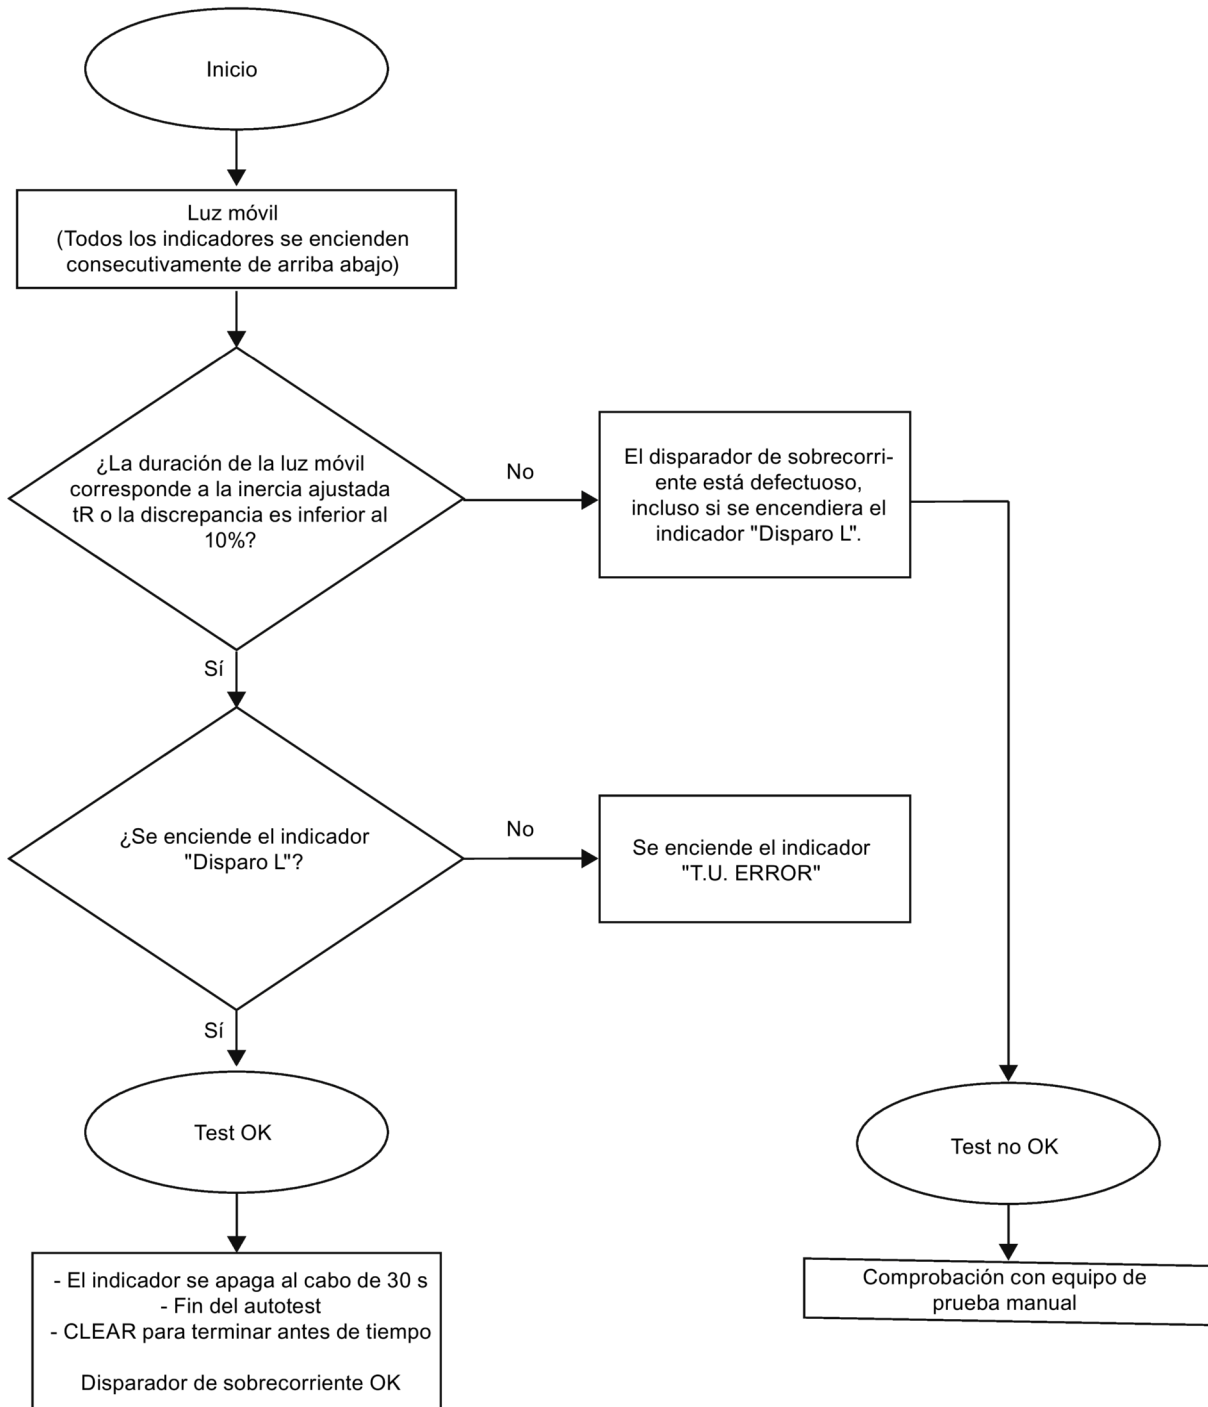 Inicio
Luz móvil
(Todos los indicadores se encienden
consecutivamente de arriba abajo)
¿La duración de la luz móvil
corresponde a la inercia ajustada
tR o la discrepancia es inferior al
10%?
No
El disparador de sobrecorri-
ente está defectuoso,
incluso si se encendiera el
indicador "Disparo L".
Sí
¿Se enciende el indicador
"Disparo L"?
No
Se enciende el indicador
"T.U. ERROR"
Sí
Test OK
Test no OK
- El indicador se apaga al cabo de 30 s
- Fin del autotest
- CLEAR para terminar antes de tiempo
Disparador de sobrecorriente OK
Comprobación con equipo de
prueba manual